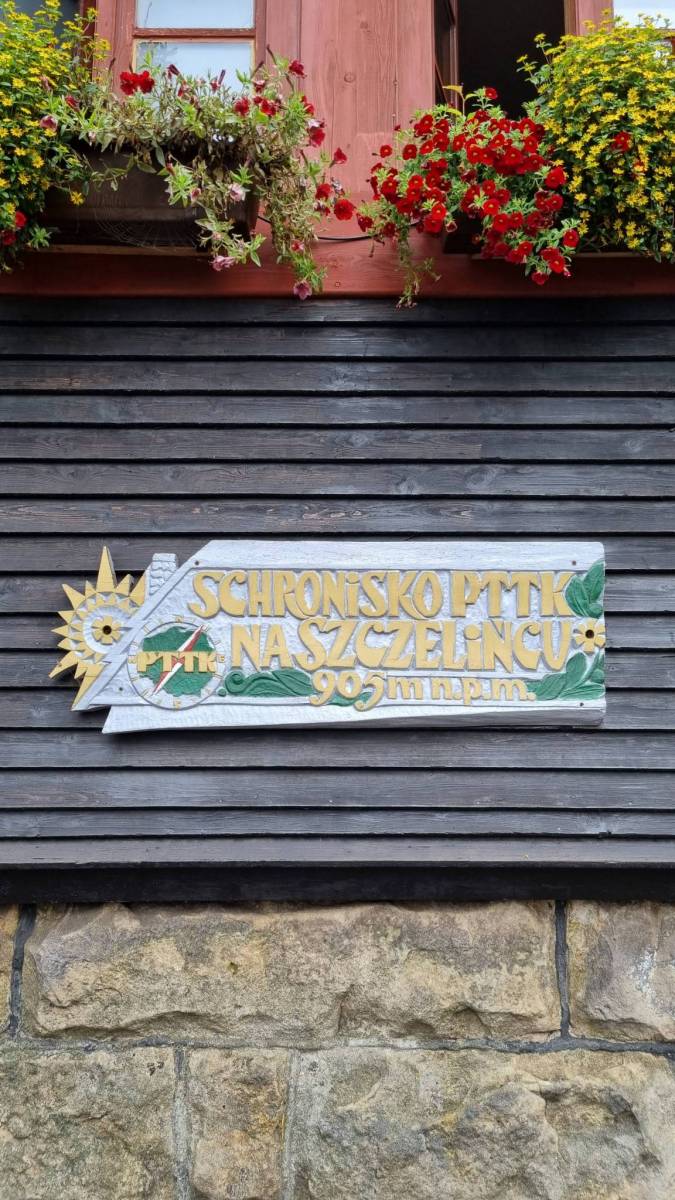 SCHRONiSKO PTTK
NA SZCZELiŃCU
905 m n.p.m.
PTTK